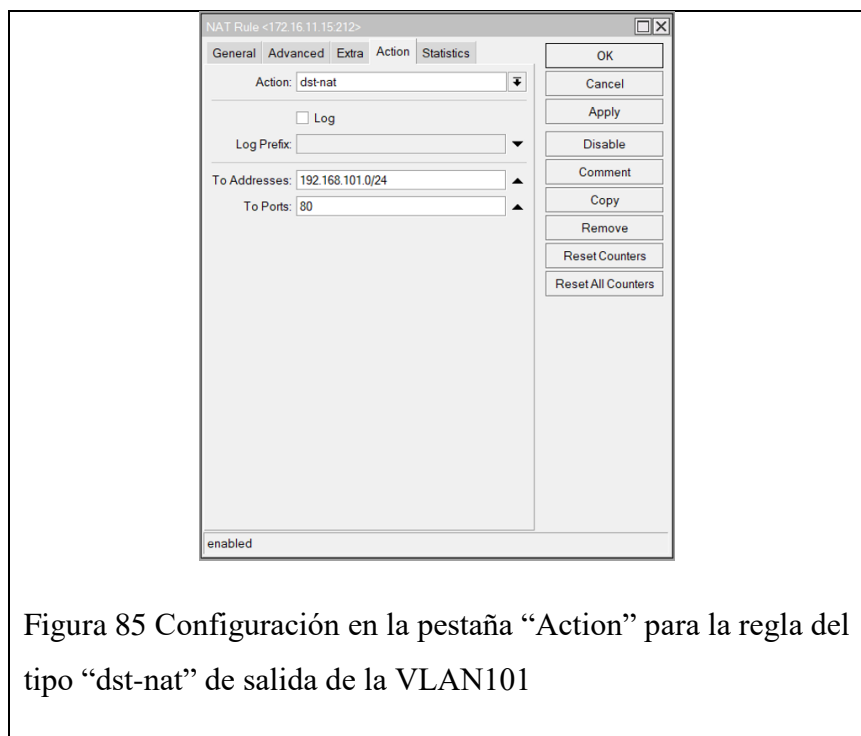 NAT Rule <172.16.11.15:212>
General Advanced Extra Action Statistics
OK
Action: dst-nat
Cancel
Log
Apply
Log Prefix:
Disable
To Addresses: 192.168.101.0/24
Comment
To Ports: 80
Copy
Remove
Reset Counters
Reset All Counters
enabled
Figura 85 Configuración en la pestaña “Action” para la regla del
tipo “dst-nat” de salida de la VLAN101